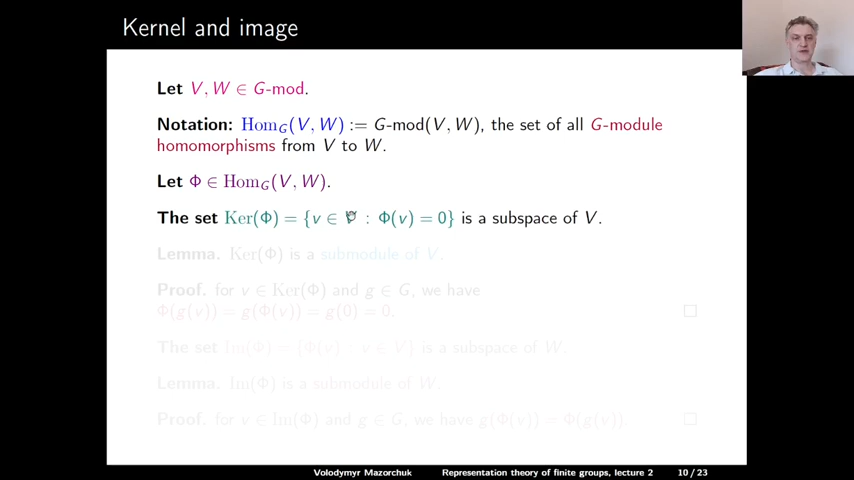 Kernel and image
Let V, W ∈ G-mod.
Notation: Hom_G(V, W) := G-mod(V, W), the set of all G-module
homomorphisms from V to W.
Let Φ ∈ Hom_G(V, W).
The set Ker(Φ) = {v ∈ V : Φ(v) = 0} is a subspace of V.
Lemma. Ker(Φ) is a submodule of V.
Proof. for v ∈ Ker(Φ) and g ∈ G, we have
Φ(g(v)) = g(Φ(v)) = g(0) = 0. □
The set Im(Φ) = {Φ(v) : v ∈ V} is a subspace of W.
Lemma. Im(Φ) is a submodule of W.
Proof. for v ∈ Im(Φ) and g ∈ G, we have g(Φ(v)) = Φ(g(v)) □
Volodymyr Mazorchuk Representation theory of finite groups, lecture 2 10/23